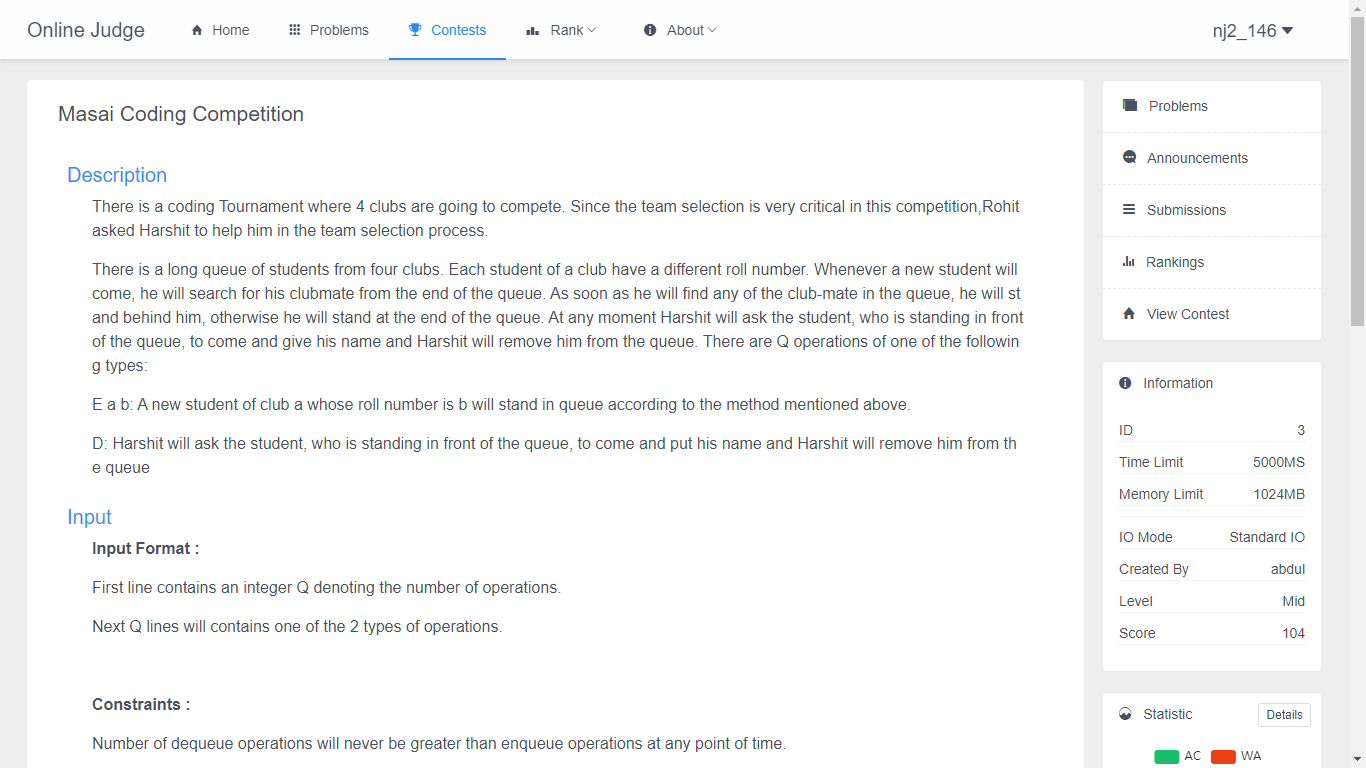 Online Judge
Home
Problems
Contests
Rank
About
nj2_146
Masai Coding Competition
Description
There is a coding Tournament where 4 clubs are going to compete. Since the team selection is very critical in this competition,Rohit
asked Harshit to help him in the team selection process.
There is a long queue of students from four clubs. Each student of a club have a different roll number. Whenever a new student will
come, he will search for his clubmate from the end of the queue. As soon as he will find any of the club-mate in the queue, he will st
and behind him, otherwise he will stand at the end of the queue. At any moment Harshit will ask the student, who is standing in front
of the queue, to come and give his name and Harshit will remove him from the queue. There are Q operations of one of the followin
g types:
E a b: A new student of club a whose roll number is b will stand in queue according to the method mentioned above.
D: Harshit will ask the student, who is standing in front of the queue, to come and put his name and Harshit will remove him from th
e queue
Input
Input Format :
First line contains an integer Q denoting the number of operations.
Next Q lines will contains one of the 2 types of operations.
Constraints :
Number of dequeue operations will never be greater than enqueue operations at any point of time.
Problems
Announcements
Submissions
Rankings
View Contest
Information
ID 3
Time Limit 5000MS
Memory Limit 1024MB
IO Mode Standard IO
Created By abdul
Level Mid
Score 104
Statistic Details
AC WA